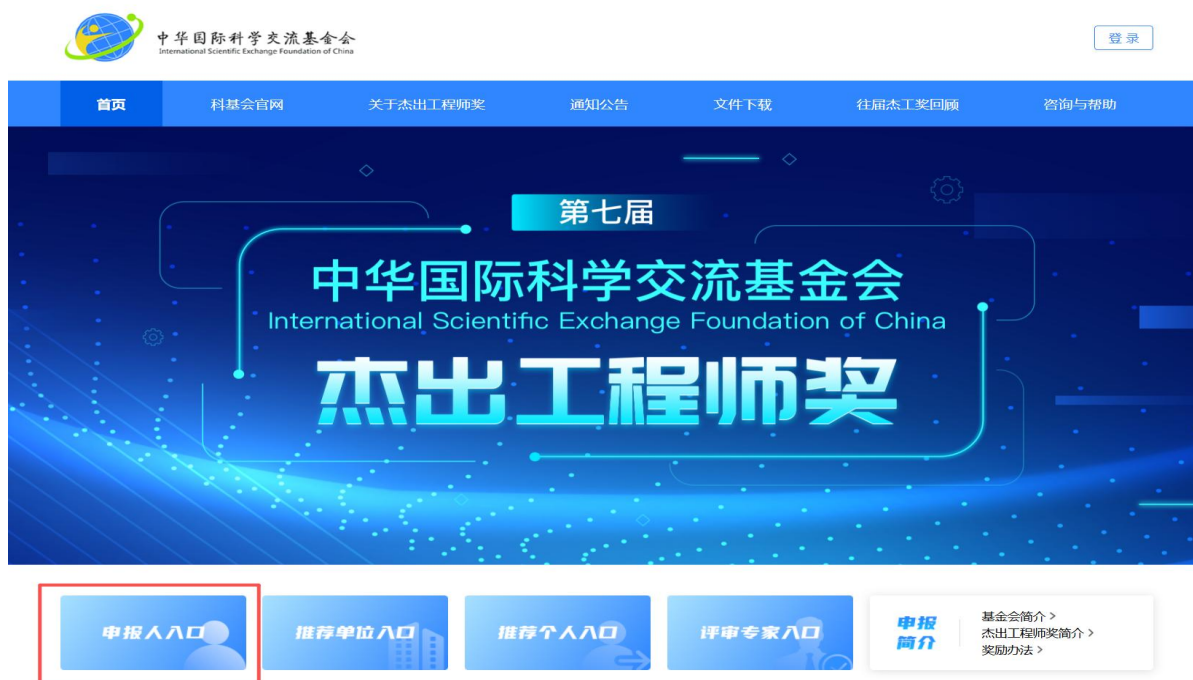 中华国际科学交流基金会
International Scientific Exchange Foundation of China
登 录
首页 科基会官网 关于杰出工程师奖 通知公告 文件下载 往届杰工奖回顾 咨询与帮助
第七届
中华国际科学交流基金会
International Scientific Exchange Foundation of China
杰出工程师奖
申报人入口 推荐单位入口 推荐个人入口 评审专家入口
申报
简介
基金会简介 >
杰出工程师奖简介 >
奖励办法 >